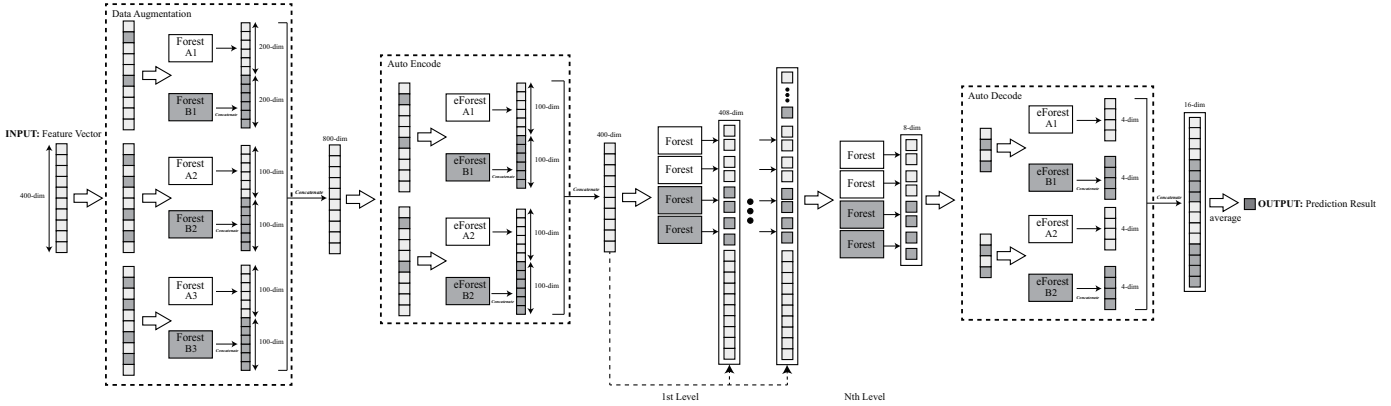 Data Augmentation
Forest
A1
200-dim
Forest
B1
Concatenate
200-dim
INPUT: Feature Vector
400-dim
Forest
A2
100-dim
Forest
B2
Concatenate
100-dim
Forest
A3
100-dim
Forest
B3
Concatenate
100-dim
Concatenate
800-dim
Auto Encode
eForest
A1
100-dim
eForest
B1
Concatenate
100-dim
eForest
A2
100-dim
eForest
B2
Concatenate
100-dim
Concatenate
400-dim
Forest
Forest
Forest
Forest
408-dim
1st Level
Nth Level
Forest
Forest
Forest
Forest
8-dim
Auto Decode
eForest
A1
4-dim
eForest
B1
Concatenate
4-dim
eForest
A2
4-dim
eForest
B2
Concatenate
4-dim
Concatenate
16-dim
average
OUTPUT: Prediction Result